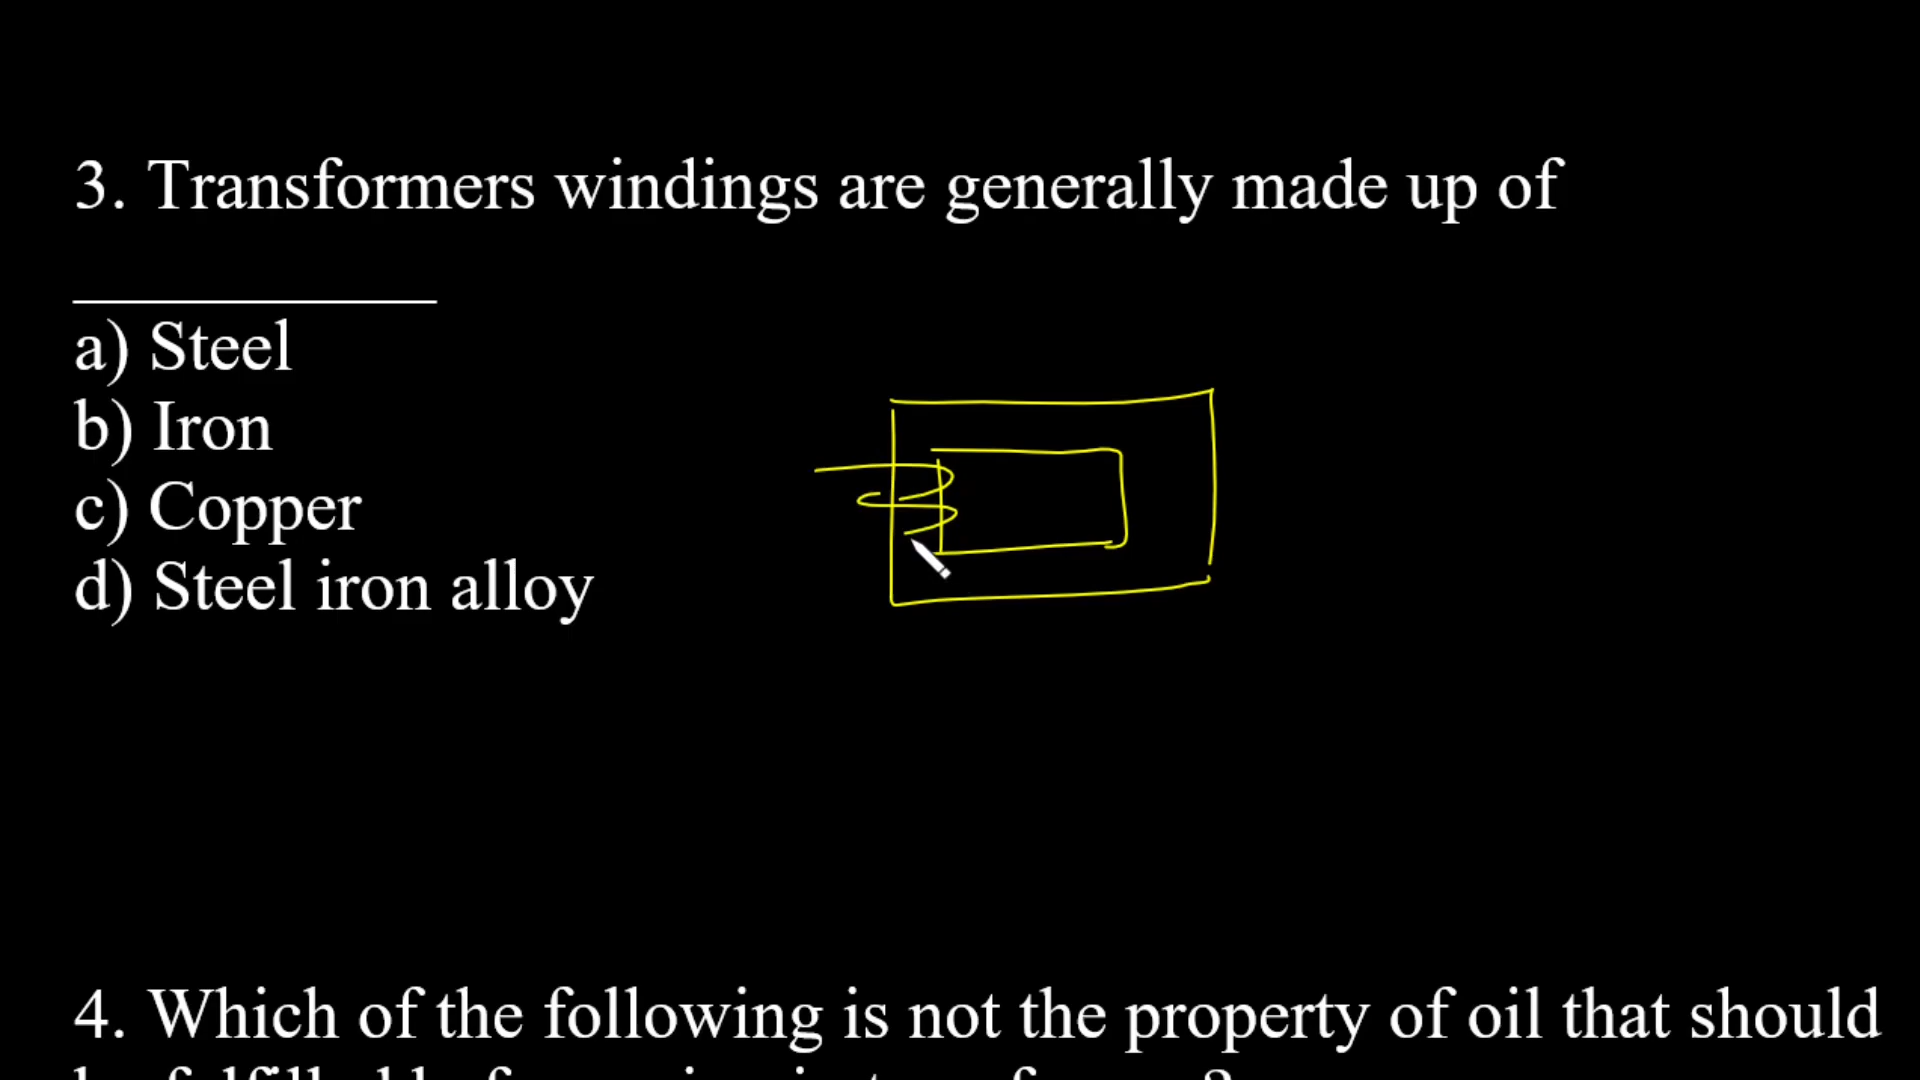 3. Transformers windings are generally made up of
____________
a) Steel
b) Iron
c) Copper
d) Steel iron alloy
4. Which of the following is not the property of oil that should